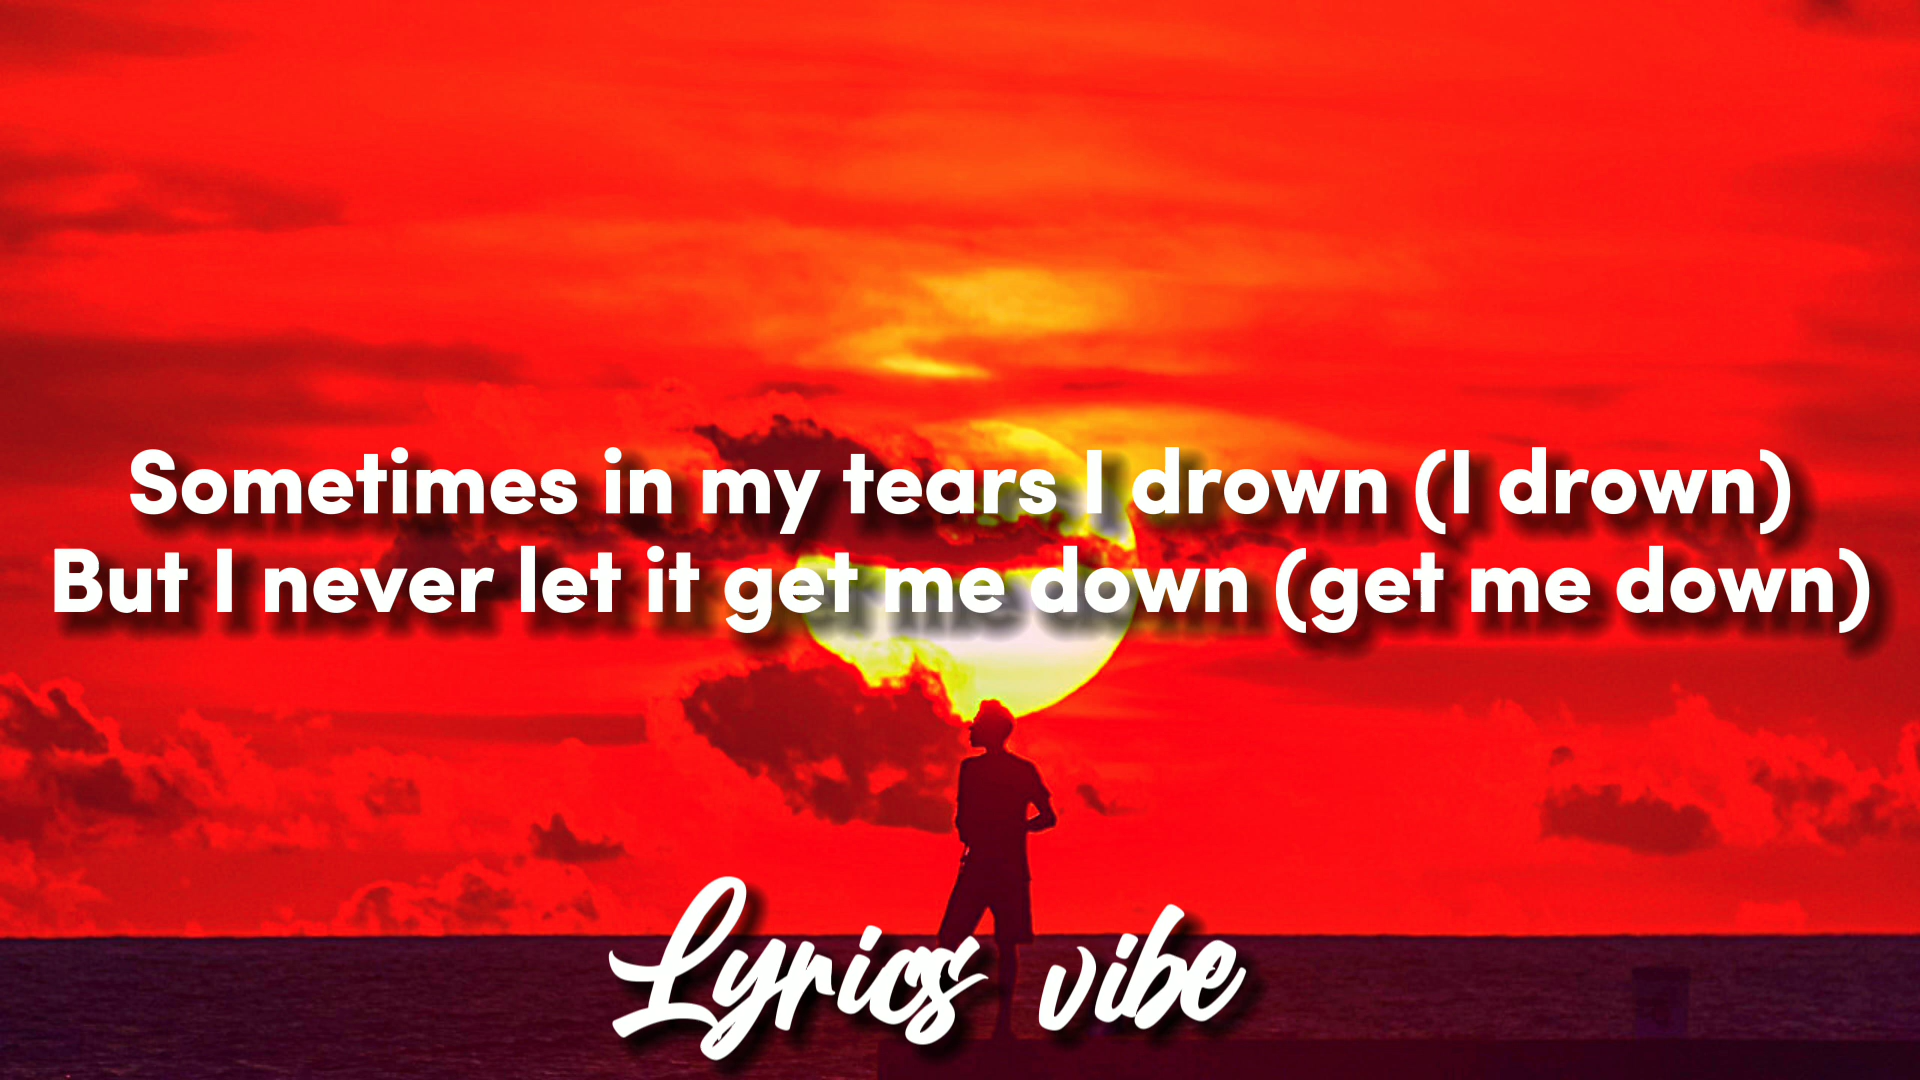 Sometimes in my tears I drown (I drown)
But I never let it get me down (get me down)
Lyrics vibe